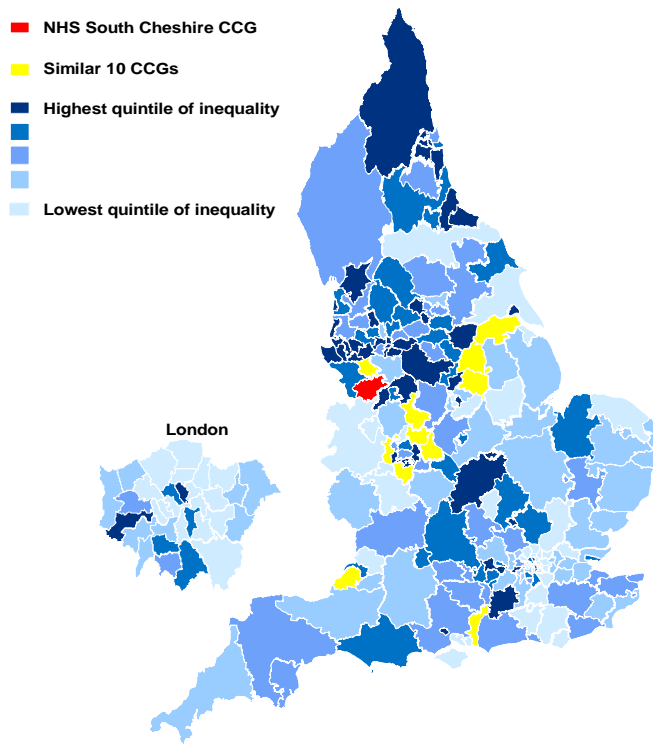 NHS South Cheshire CCG
Similar 10 CCGs
Highest quintile of inequality
Lowest quintile of inequality
London